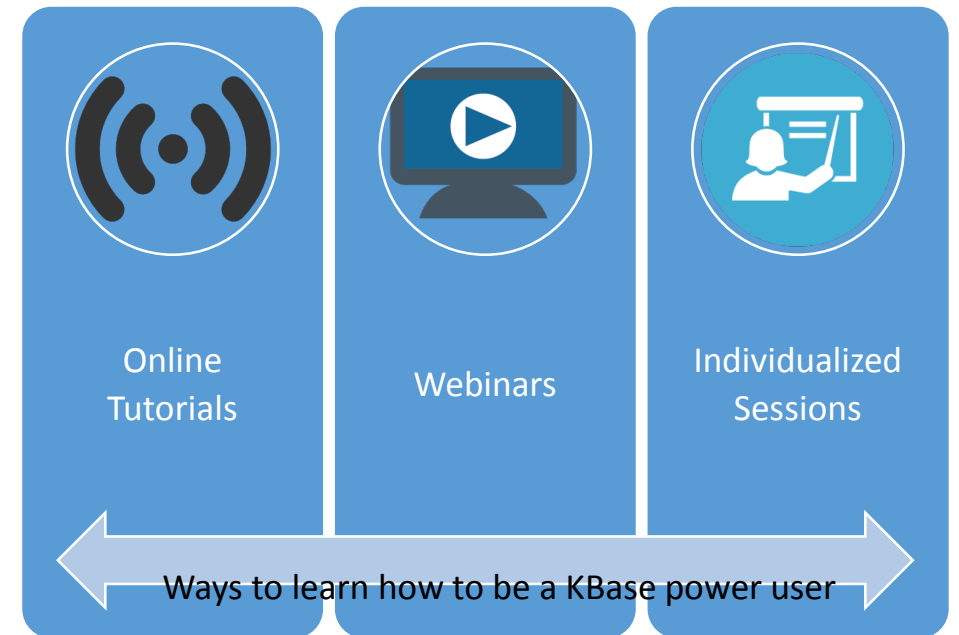 Online
Tutorials
Webinars
Individualized
Sessions
Ways to learn how to be a KBase power user